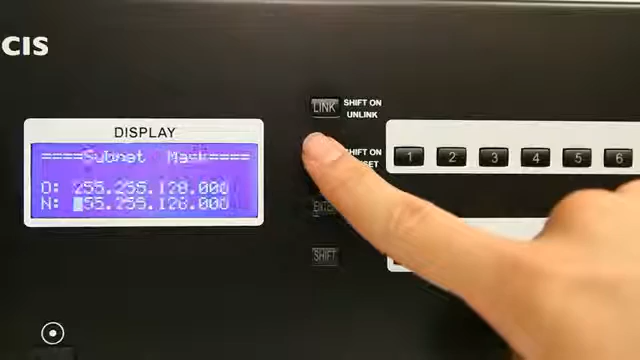 CIS
DISPLAY
====Subnet Mask====
O: 255.255.128.000
N: 55.255.128.000
LINK
SHIFT ON
UNLINK
SHIFT ON
ENTER
SHIFT
1 2 3 4 5 6